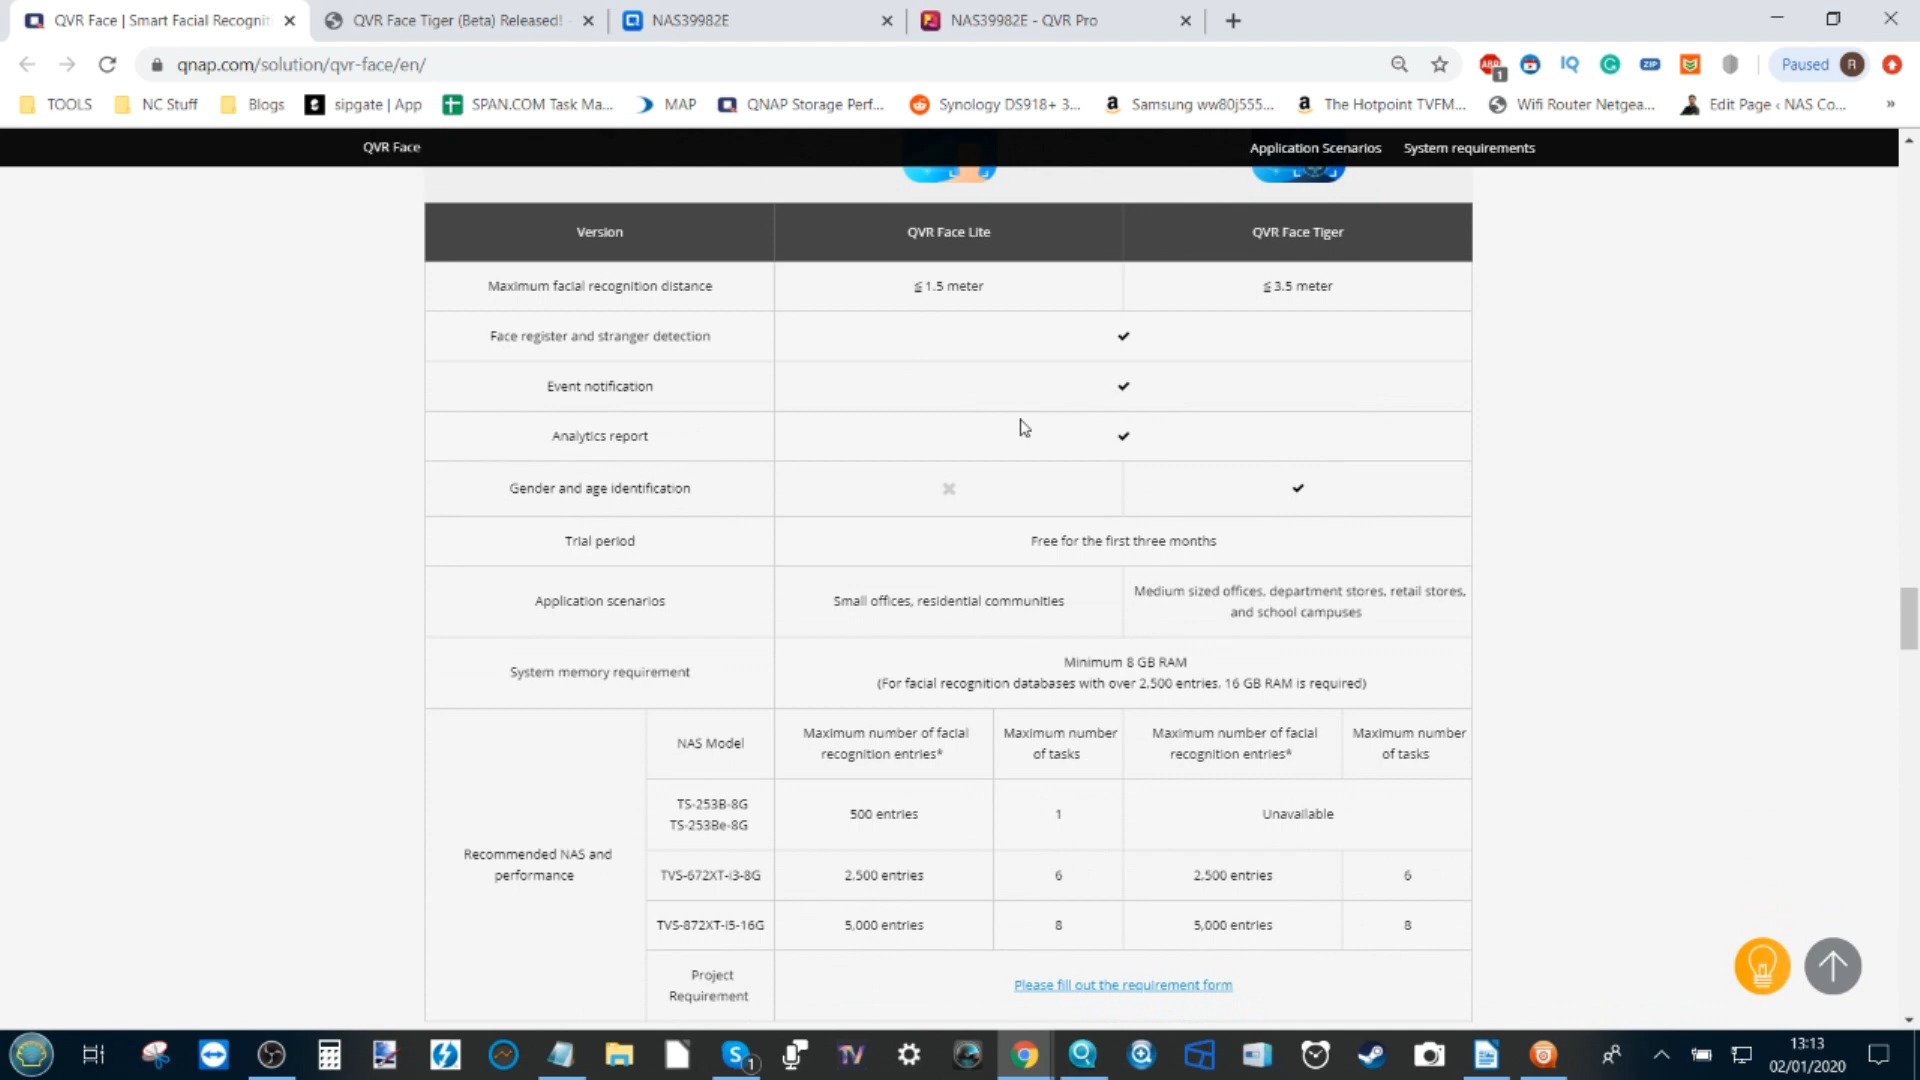 QVR Face | Smart Facial Recognit
QVR Face Tiger (Beta) Released! -
NAS39982E
NAS39982E - QVR Pro
qnap.com/solution/qvr-face/en/
ABP
1
IQ
ZIP
Paused
R
TOOLS
NC Stuff
Blogs
sipgate | App
SPAN.COM Task Ma...
MAP
QNAP Storage Perf...
Synology DS918+ 3...
Samsung ww80j555...
The Hotpoint TVFM...
Wifi Router Netgea...
Edit Page ‹ NAS Co...
»
QVR Face
Application Scenarios
System requirements
Version
QVR Face Lite
QVR Face Tiger
Maximum facial recognition distance
≦ 1.5 meter
≦ 3.5 meter
Face register and stranger detection
Event notification
Analytics report
Gender and age identification
Trial period
Free for the first three months
Application scenarios
Small offices, residential communities
Medium sized offices, department stores, retail stores,
and school campuses
System memory requirement
Minimum 8 GB RAM
(For facial recognition databases with over 2,500 entries, 16 GB RAM is required)
Recommended NAS and
performance
NAS Model
Maximum number of facial
recognition entries*
Maximum number
of tasks
Maximum number of facial
recognition entries*
Maximum number
of tasks
TS-253B-8G
TS-253Be-8G
500 entries
1
Unavailable
TVS-672XT-i3-8G
2,500 entries
6
2,500 entries
6
TVS-872XT-i5-16G
5,000 entries
8
5,000 entries
8
Project
Requirement
Please fill out the requirement form
1
TV
13:13
02/01/2020